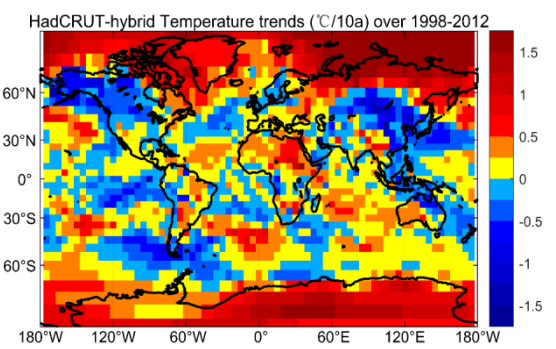 HadCRUT-hybrid Temperature trends (℃/10a) over 1998-2012
60°N
30°N
0°
30°S
60°S
180°W
120°W
60°W
0°
60°E
120°E
180°W
1.5
1
0.5
0
-0.5
-1
-1.5